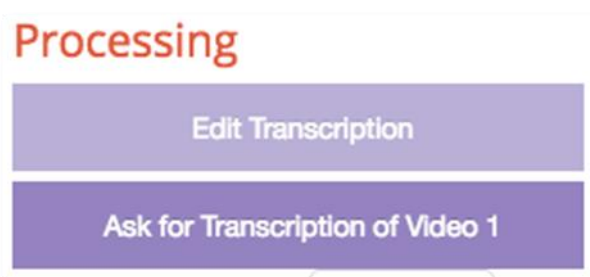 Processing
Edit Transcription
Ask for Transcription of Video 1